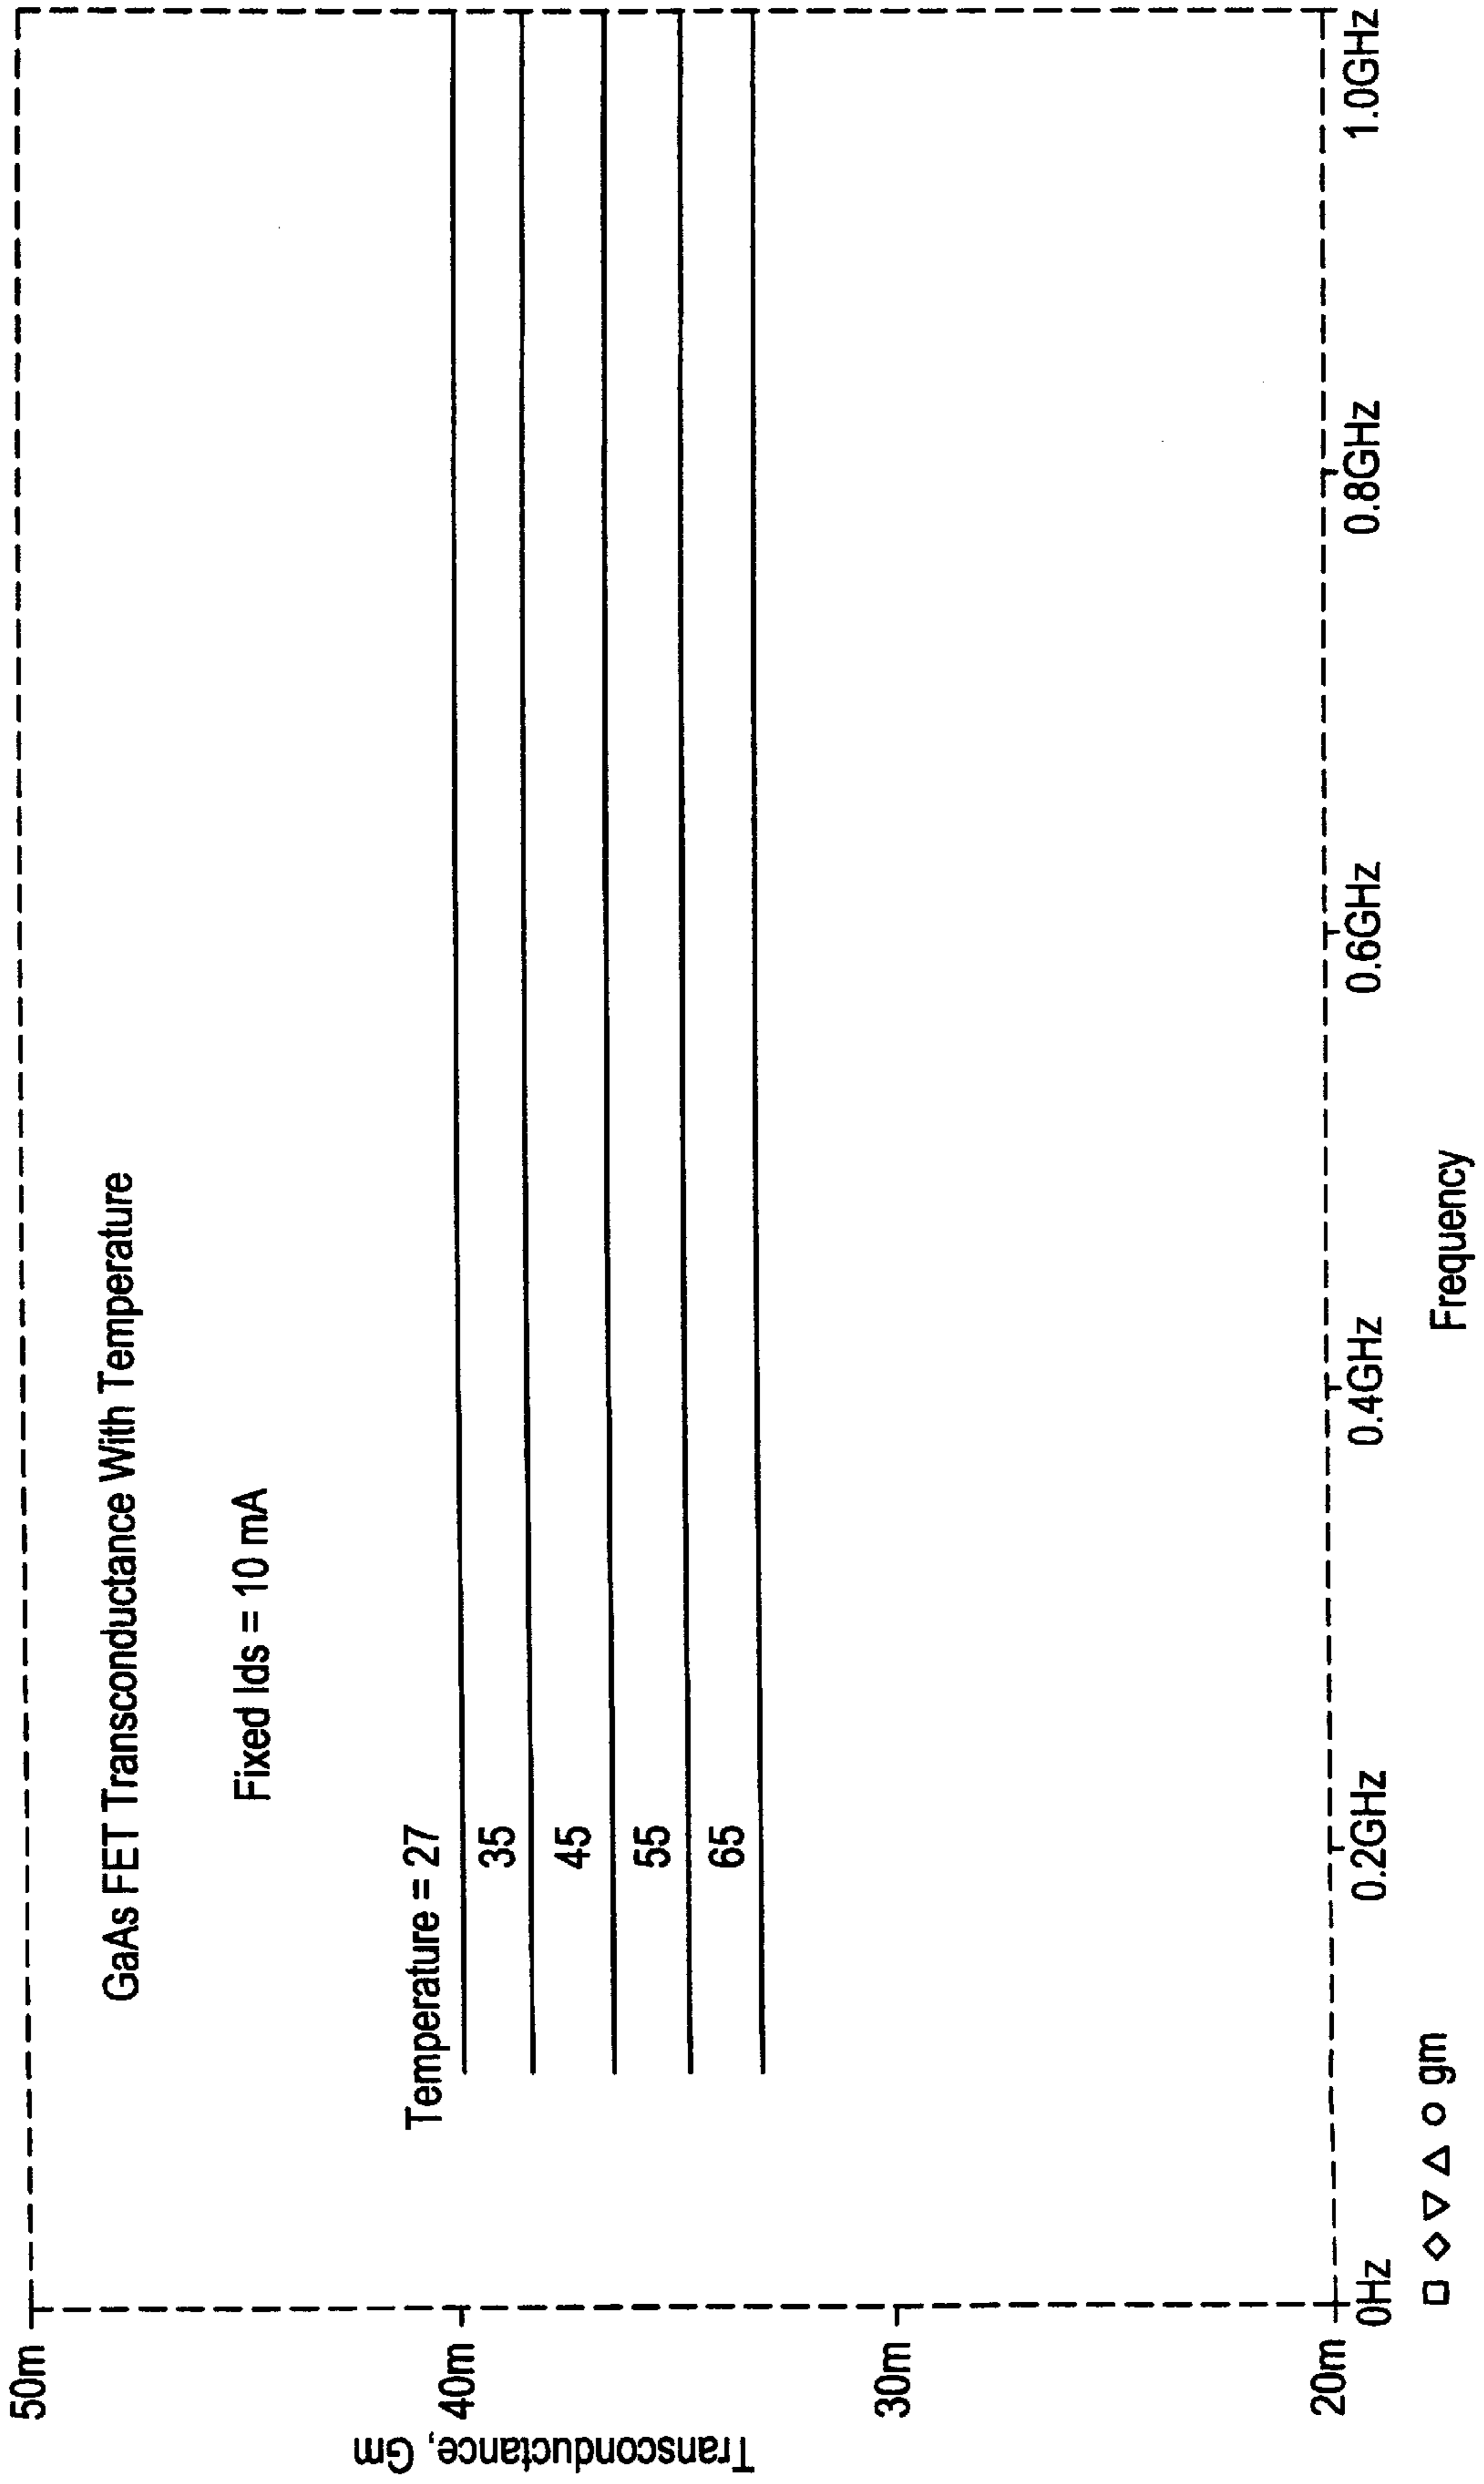 GaAs FET Transconductance With Temperature
Fixed Ids = 10 mA
50m
40m
30m
20m
Transconductance, Gm
Temperature = 27
35
45
55
65
0Hz
0.2GHz
0.4GHz
0.6GHz
0.8GHz
1.0GHz
□ ◇ ▽ △ ○ gm
Frequency